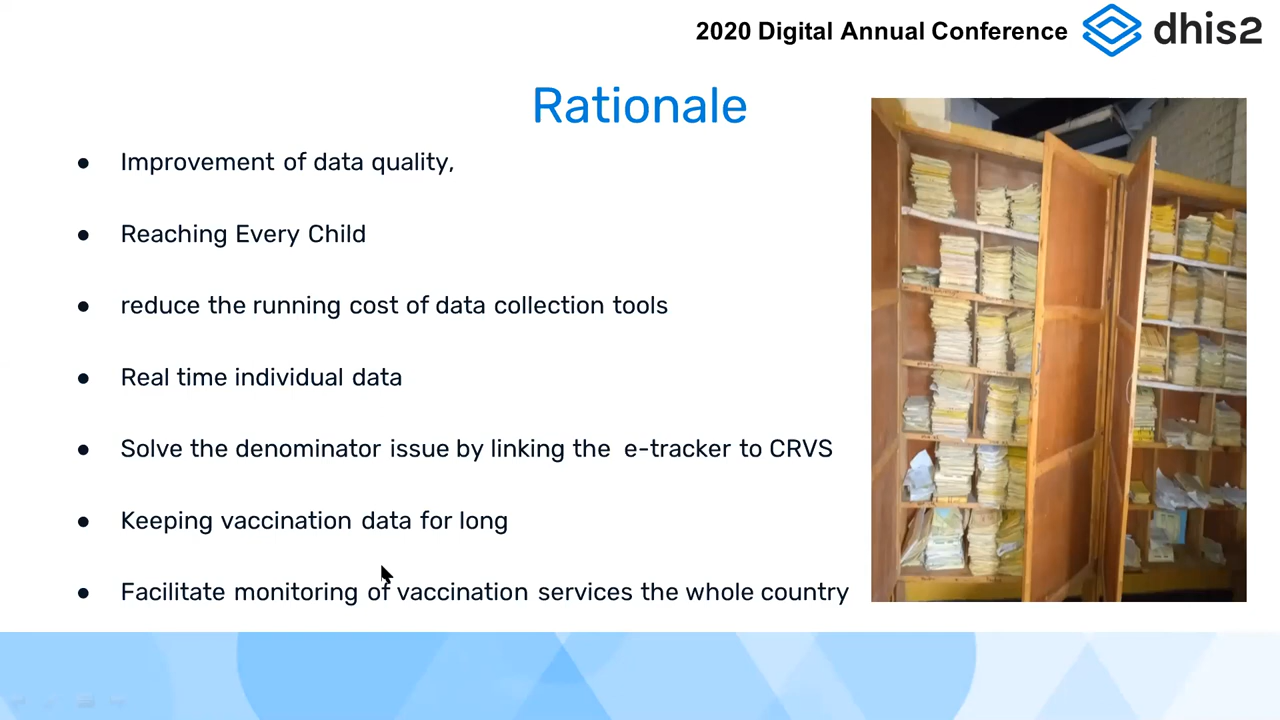 2020 Digital Annual Conference
dhis2
Rationale
● Improvement of data quality,
● Reaching Every Child
● reduce the running cost of data collection tools
● Real time individual data
● Solve the denominator issue by linking the e-tracker to CRVS
● Keeping vaccination data for long
● Facilitate monitoring of vaccination services the whole country